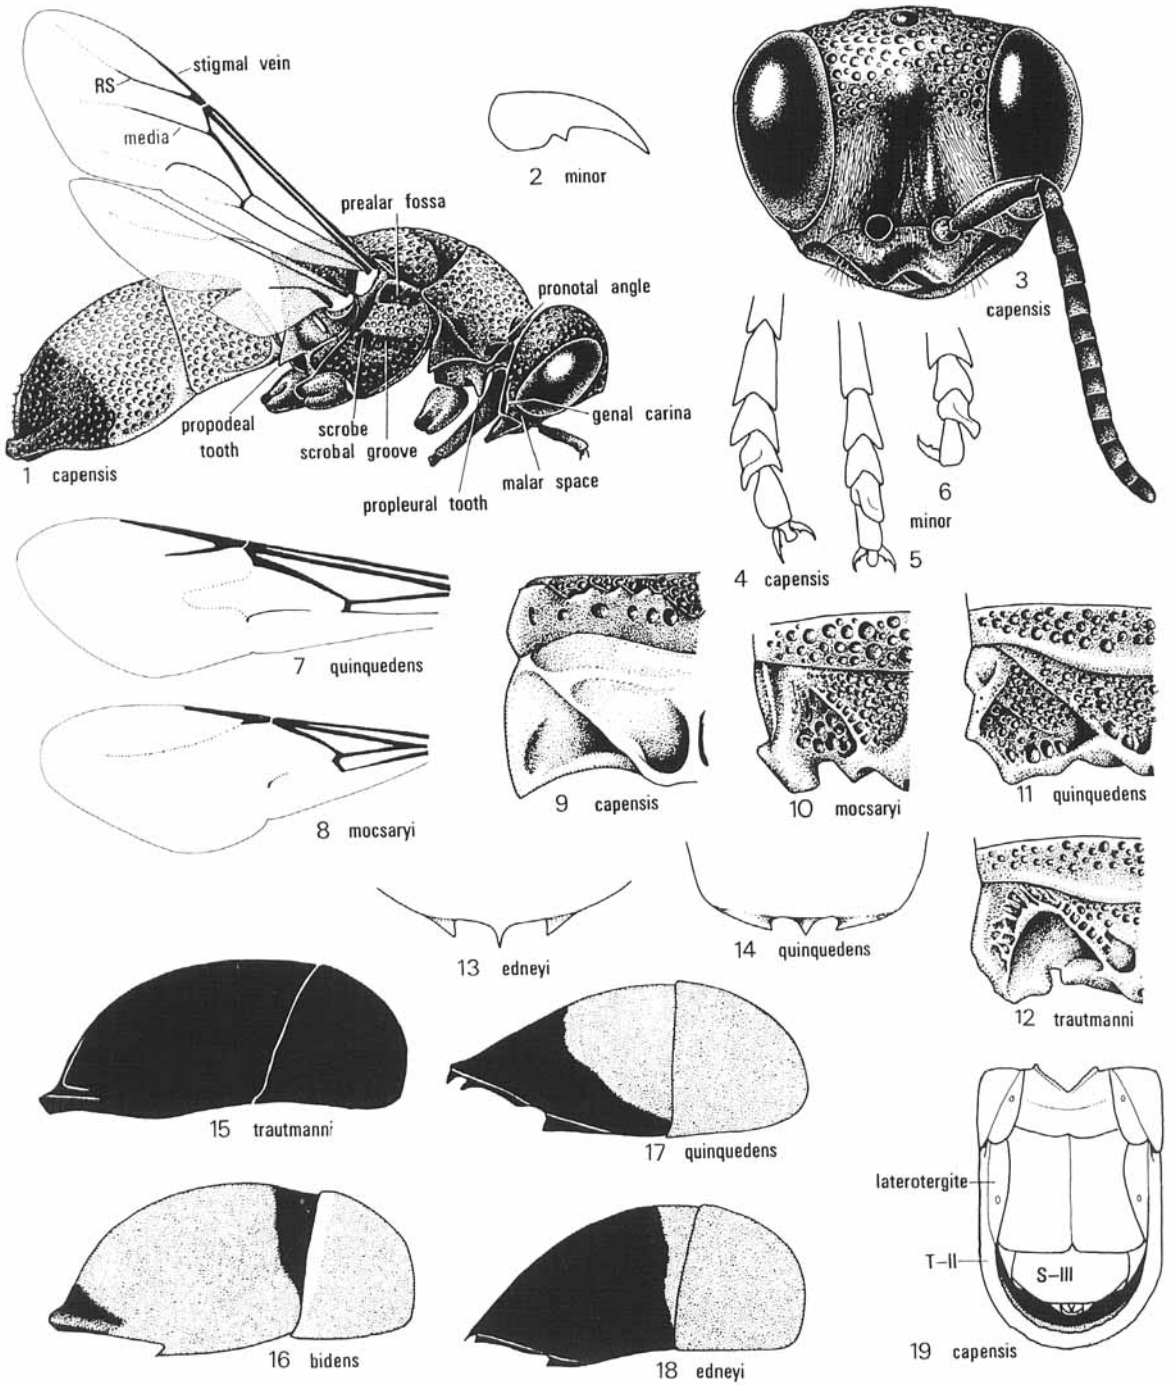 stigmal vein
RS
media
prealar fossa
pronotal angle
genal carina
propodeal
tooth
scrobe
scrobal groove
malar space
propleural tooth
1 capensis
2 minor
3
capensis
4 capensis
5
6
minor
7 quinquedens
8 mocsaryi
9 capensis
10 mocsaryi
11 quinquedens
12 trautmanni
13 edneyi
14 quinquedens
15 trautmanni
16 bidens
17 quinquedens
18 edneyi
laterotergite
T-II
S-III
19 capensis